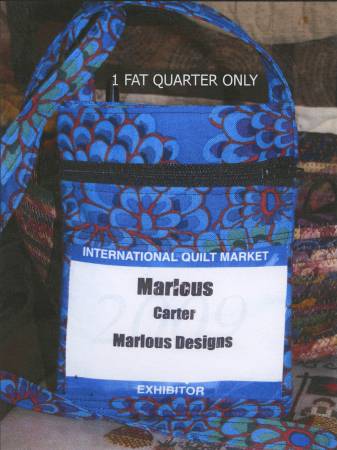 1 FAT QUARTER ONLY
INTERNATIONAL QUILT MARKET
Marlous
Carter
Marlous Designs
EXHIBITOR